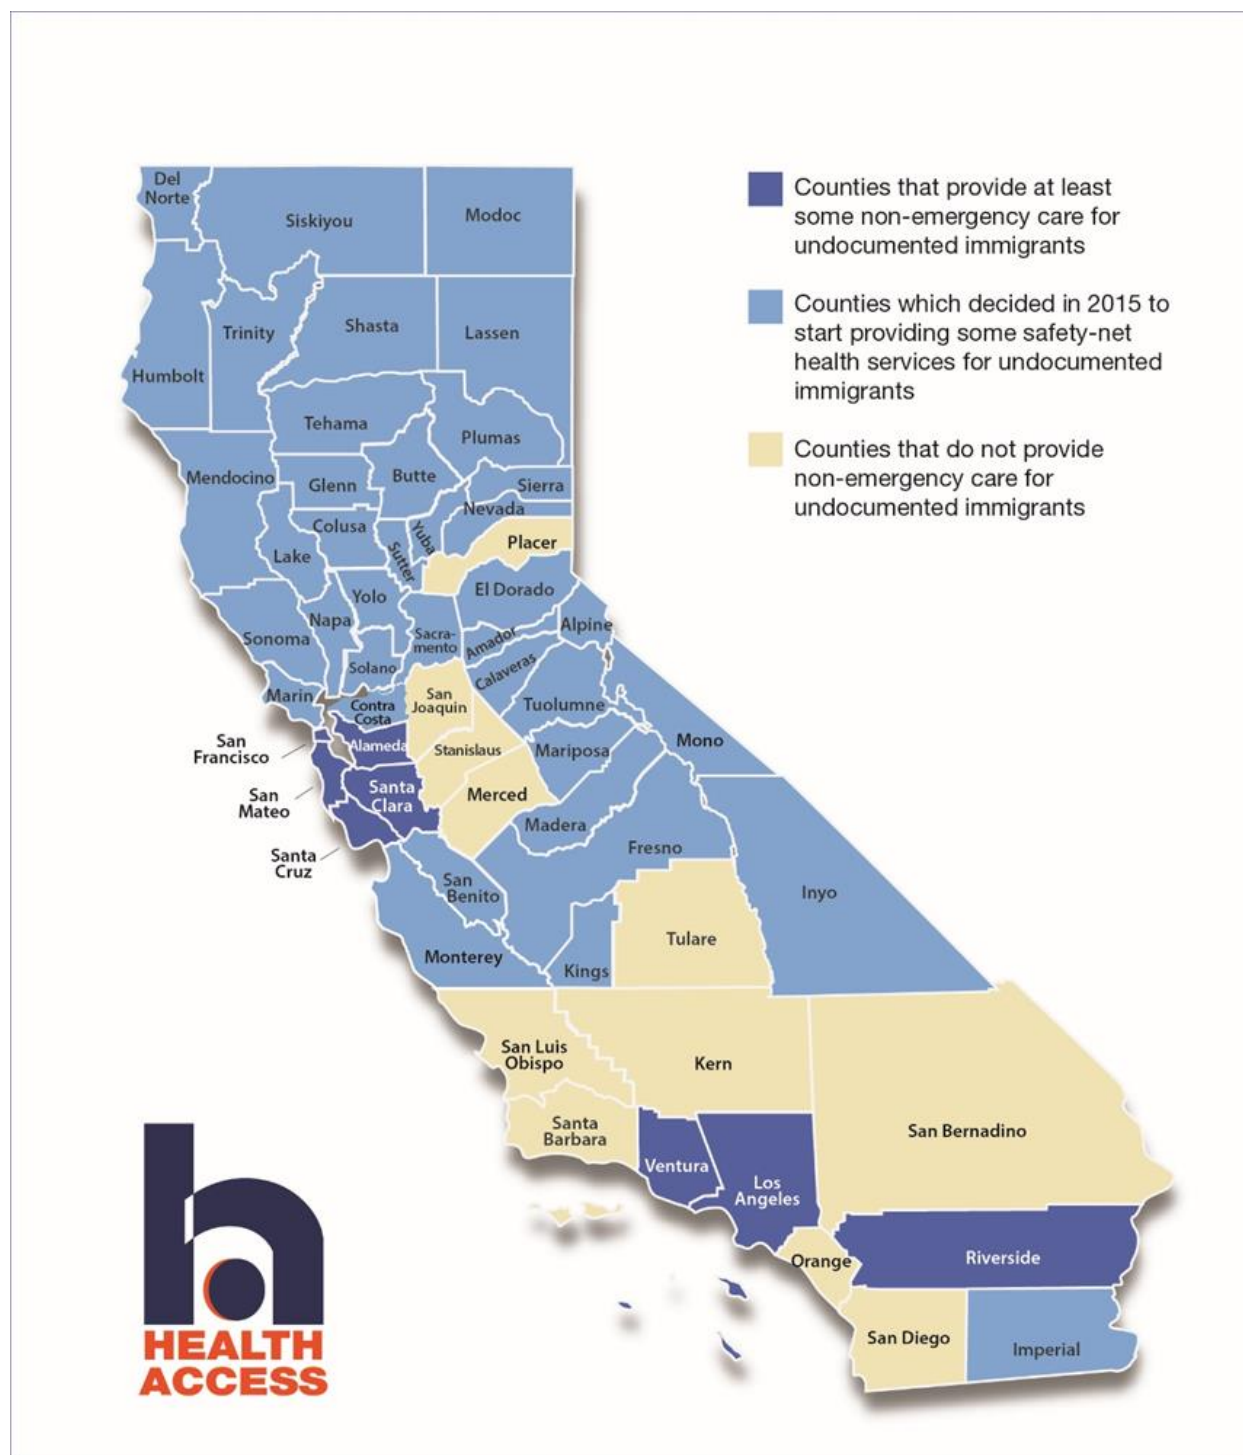 Counties that provide at least
some non-emergency care for
undocumented immigrants
Counties which decided in 2015 to
start providing some safety-net
health services for undocumented
immigrants
Counties that do not provide
non-emergency care for
undocumented immigrants
Del
Norte
Siskiyou
Modoc
Humbolt
Trinity
Shasta
Lassen
Tehama
Plumas
Mendocino
Glenn
Butte
Sierra
Nevada
Colusa
Yuba
Sutter
Placer
Lake
El Dorado
Yolo
Napa
Sonoma
Sacra-
mento
Amador
Alpine
Solano
Calaveras
Marin
Contra
Costa
San
Joaquin
Tuolumne
Mono
San
Francisco
Alameda
Stanislaus
Mariposa
San
Mateo
Santa
Clara
Merced
Madera
Santa
Cruz
Fresno
San
Benito
Inyo
Monterey
Kings
Tulare
San Luis
Obispo
Kern
Santa
Barbara
San Bernadino
Ventura
Los
Angeles
Orange
Riverside
San Diego
Imperial
HEALTH
ACCESS